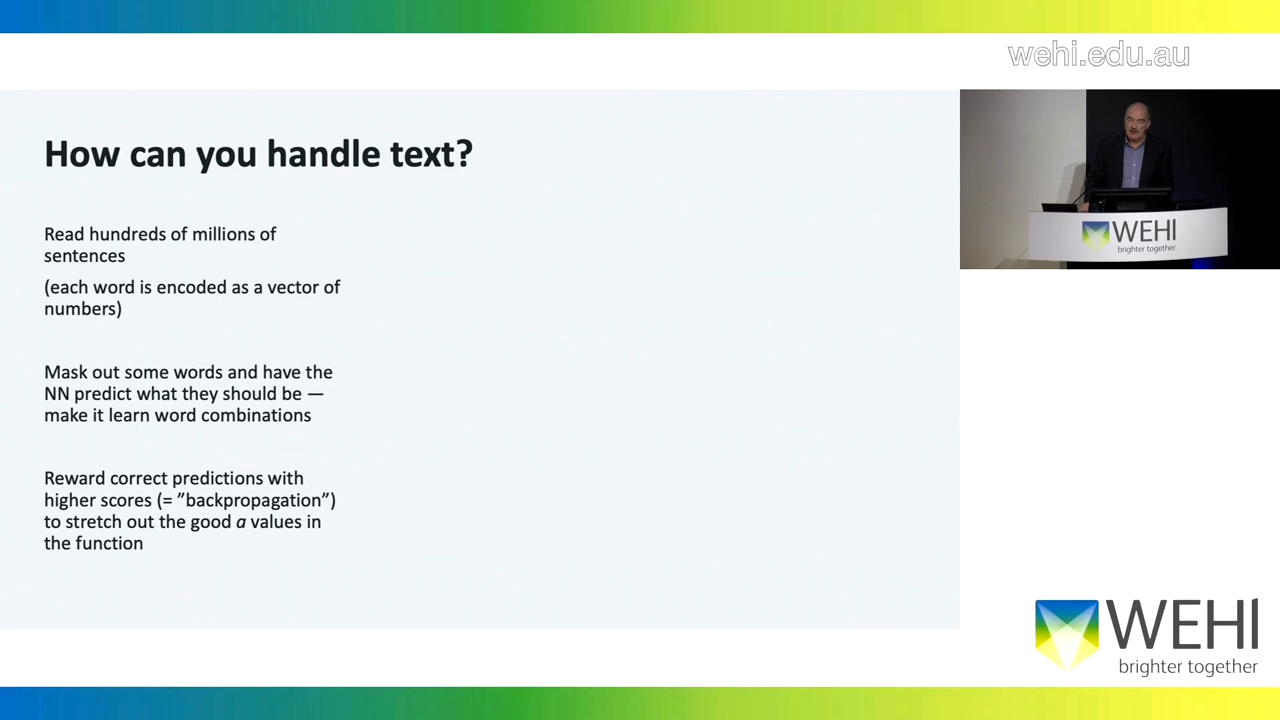 wehi.edu.au
How can you handle text?
Read hundreds of millions of
sentences
(each word is encoded as a vector of
numbers)
Mask out some words and have the
NN predict what they should be —
make it learn word combinations
Reward correct predictions with
higher scores (= ”backpropagation”)
to stretch out the good a values in
the function
WEHI
brighter together
WEHI
brighter together